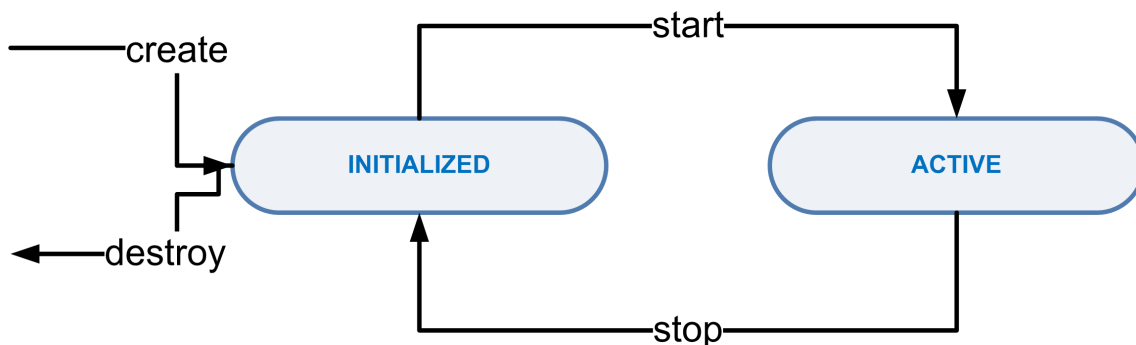 start
create
INITIALIZED
ACTIVE
destroy
stop